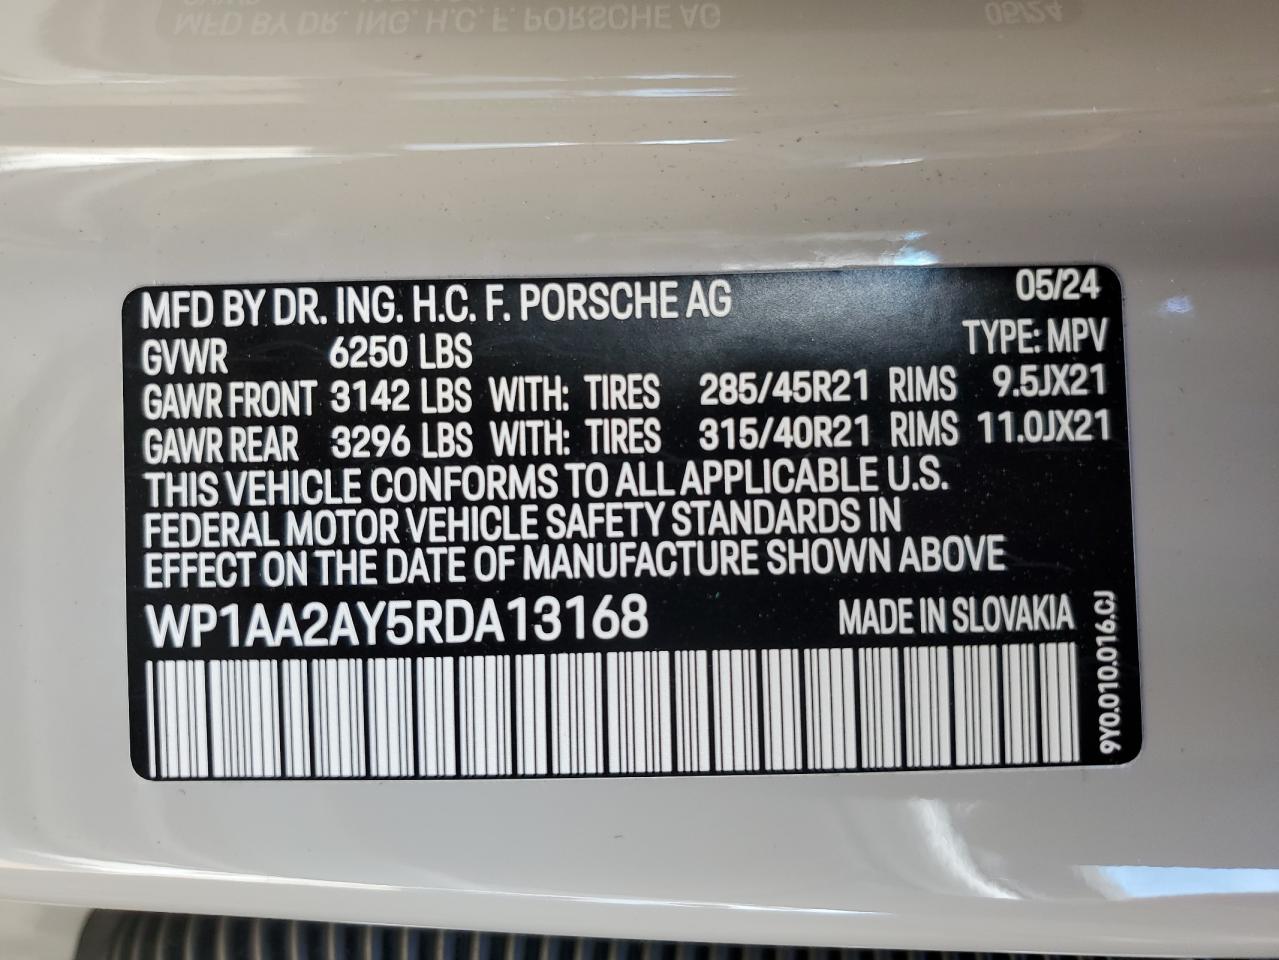 MFD BY DR. ING. H.C. F. PORSCHE AG 05/24
GVWR 6250 LBS TYPE: MPV
GAWR FRONT 3142 LBS WITH: TIRES 285/45R21 RIMS 9.5JX21
GAWR REAR 3296 LBS WITH: TIRES 315/40R21 RIMS 11.0JX21
THIS VEHICLE CONFORMS TO ALL APPLICABLE U.S.
FEDERAL MOTOR VEHICLE SAFETY STANDARDS IN
EFFECT ON THE DATE OF MANUFACTURE SHOWN ABOVE
WP1AA2AY5RDA13168 MADE IN SLOVAKIA
9Y0.010.016.CJ